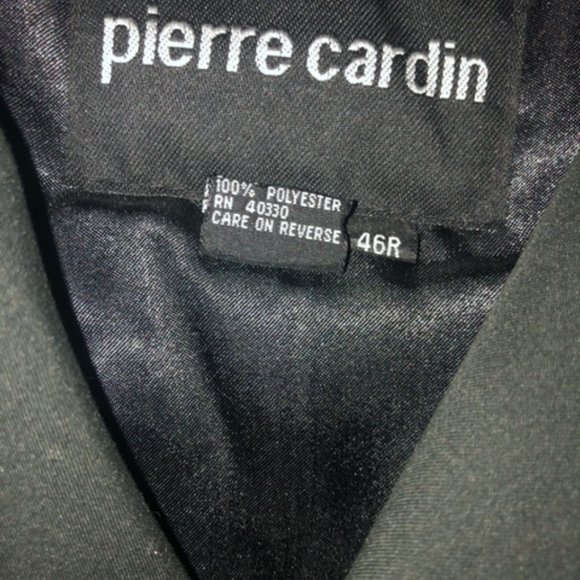 pierre cardin
100% POLYESTER
RN 40330
CARE ON REVERSE
46R